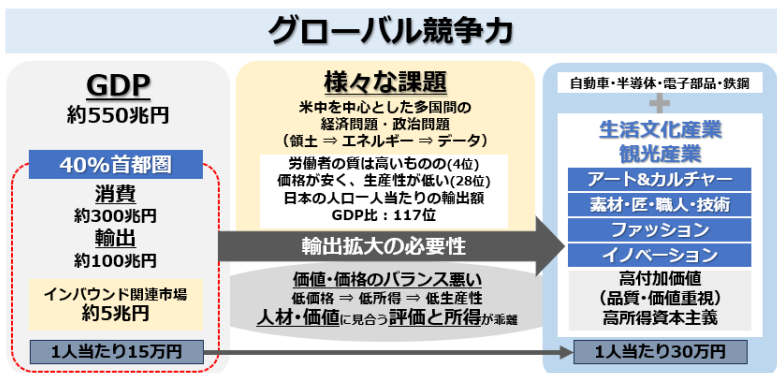 グローバル競争力
GDP
約550兆円
40%首都圏
消費
約300兆円
輸出
約100兆円
インバウンド関連市場
約5兆円
1人当たり15万円
様々な課題
米中を中心とした多国間の
経済問題・政治問題
（領土 ⇒ エネルギー ⇒ データ）
労働者の質は高いものの(4位)
価格が安く、生産性が低い(28位)
日本の人口一人当たりの輸出額
GDP比：117位
輸出拡大の必要性
価値・価格のバランス悪い
低価格 ⇒ 低所得 ⇒ 低生産性
人材・価値に見合う評価と所得が乖離
自動車・半導体・電子部品・鉄鋼
+
生活文化産業
観光産業
アート&カルチャー
素材・匠・職人・技術
ファッション
イノベーション
高付加価値
（品質・価値重視）
高所得資本主義
1人当たり30万円